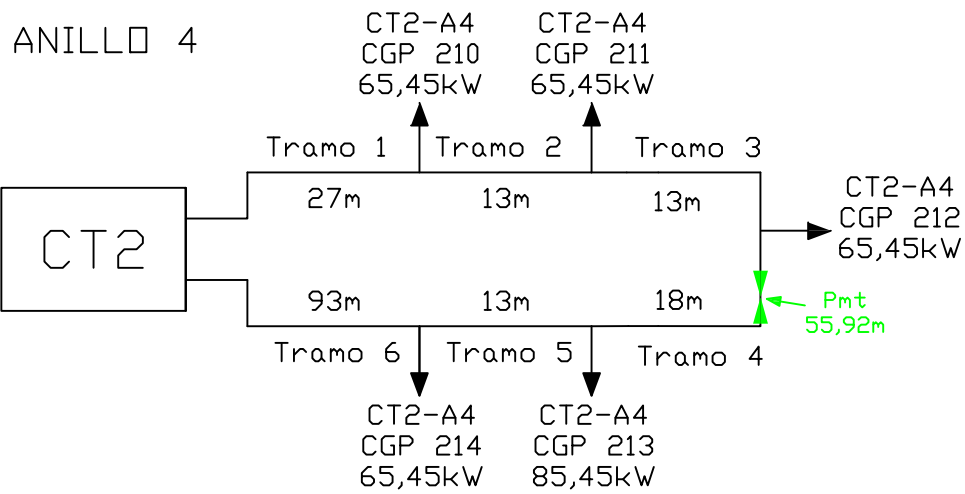 ANILLO 4
CT2-A4
CGP 210
65,45kW
CT2-A4
CGP 211
65,45kW
Tramo 1
Tramo 2
Tramo 3
27m
13m
13m
CT2-A4
CGP 212
65,45kW
CT2
93m
13m
18m
Pmt
55,92m
Tramo 6
Tramo 5
Tramo 4
CT2-A4
CGP 214
65,45kW
CT2-A4
CGP 213
85,45kW